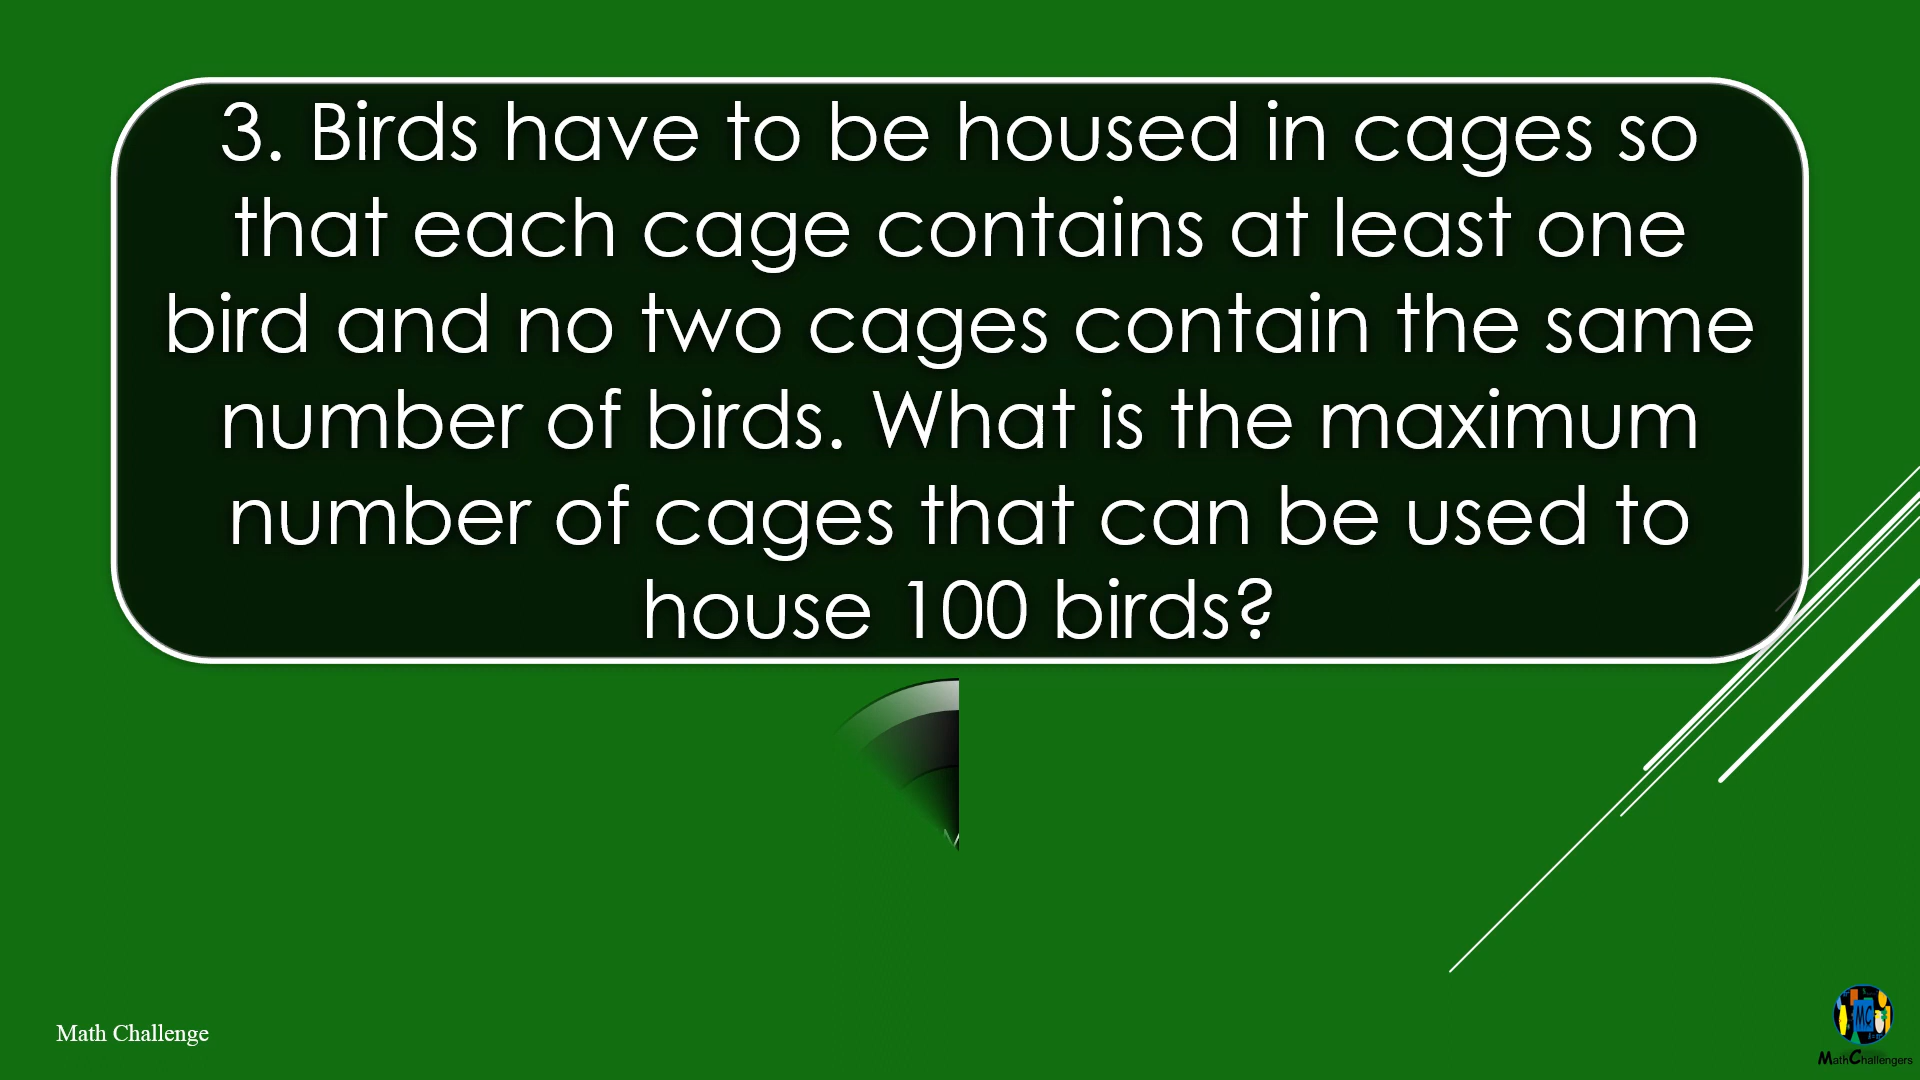 3. Birds have to be housed in cages so
that each cage contains at least one
bird and no two cages contain the same
number of birds. What is the maximum
number of cages that can be used to
house 100 birds?
Math Challenge
MC
MathChallengers